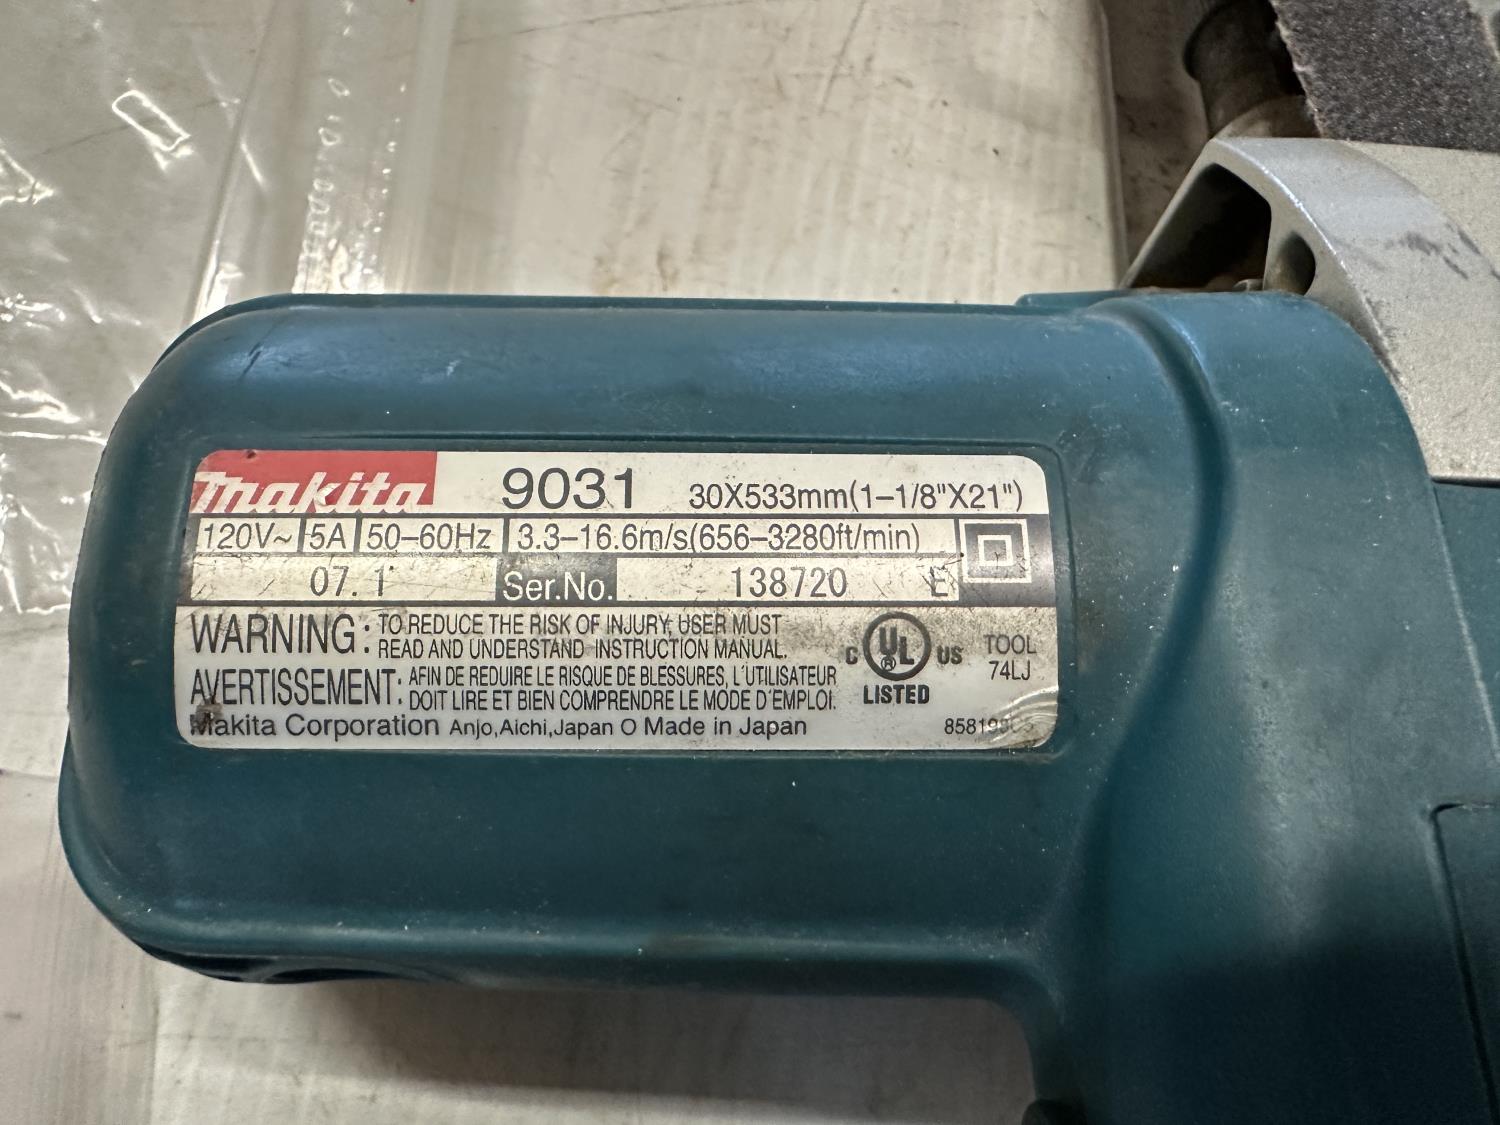 makita 9031 30X533mm(1-1/8"X21")
120V~ 5A 50-60Hz 3.3-16.6m/s(656-3280ft/min)
07. 1 Ser.No. 138720 E
WARNING: TO REDUCE THE RISK OF INJURY, USER MUST
READ AND UNDERSTAND INSTRUCTION MANUAL.
AVERTISSEMENT: AFIN DE REDUIRE LE RISQUE DE BLESSURES, L'UTILISATEUR
DOIT LIRE ET BIEN COMPRENDRE LE MODE D'EMPLOI.
C UL ® US
LISTED
TOOL
74LJ
Makita Corporation Anjo,Aichi,Japan O Made in Japan